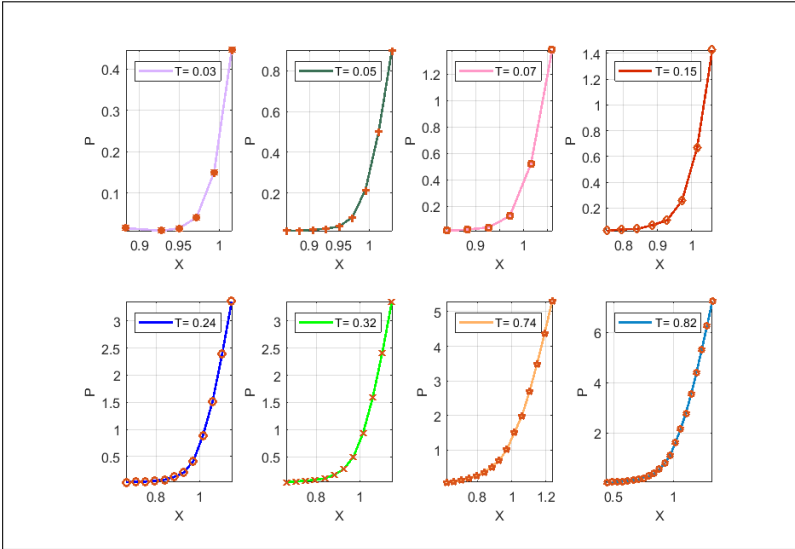 0.4
0.3
0.2
0.1
P
T= 0.03
0.9 0.95 1
X
0.8
0.6
0.4
0.2
P
T= 0.05
0.9 0.95 1
X
1.2
1
0.8
0.6
0.4
0.2
P
T= 0.07
0.9 1
X
1.4
1.2
1
0.8
0.6
0.4
0.2
P
T= 0.15
0.8 0.9 1
X
3
2.5
2
1.5
1
0.5
P
T= 0.24
0.8 1
X
3
2.5
2
1.5
1
0.5
P
T= 0.32
0.8 1
X
5
4
3
2
1
P
T= 0.74
0.8 1 1.2
X
6
4
2
P
T= 0.82
0.5 1
X